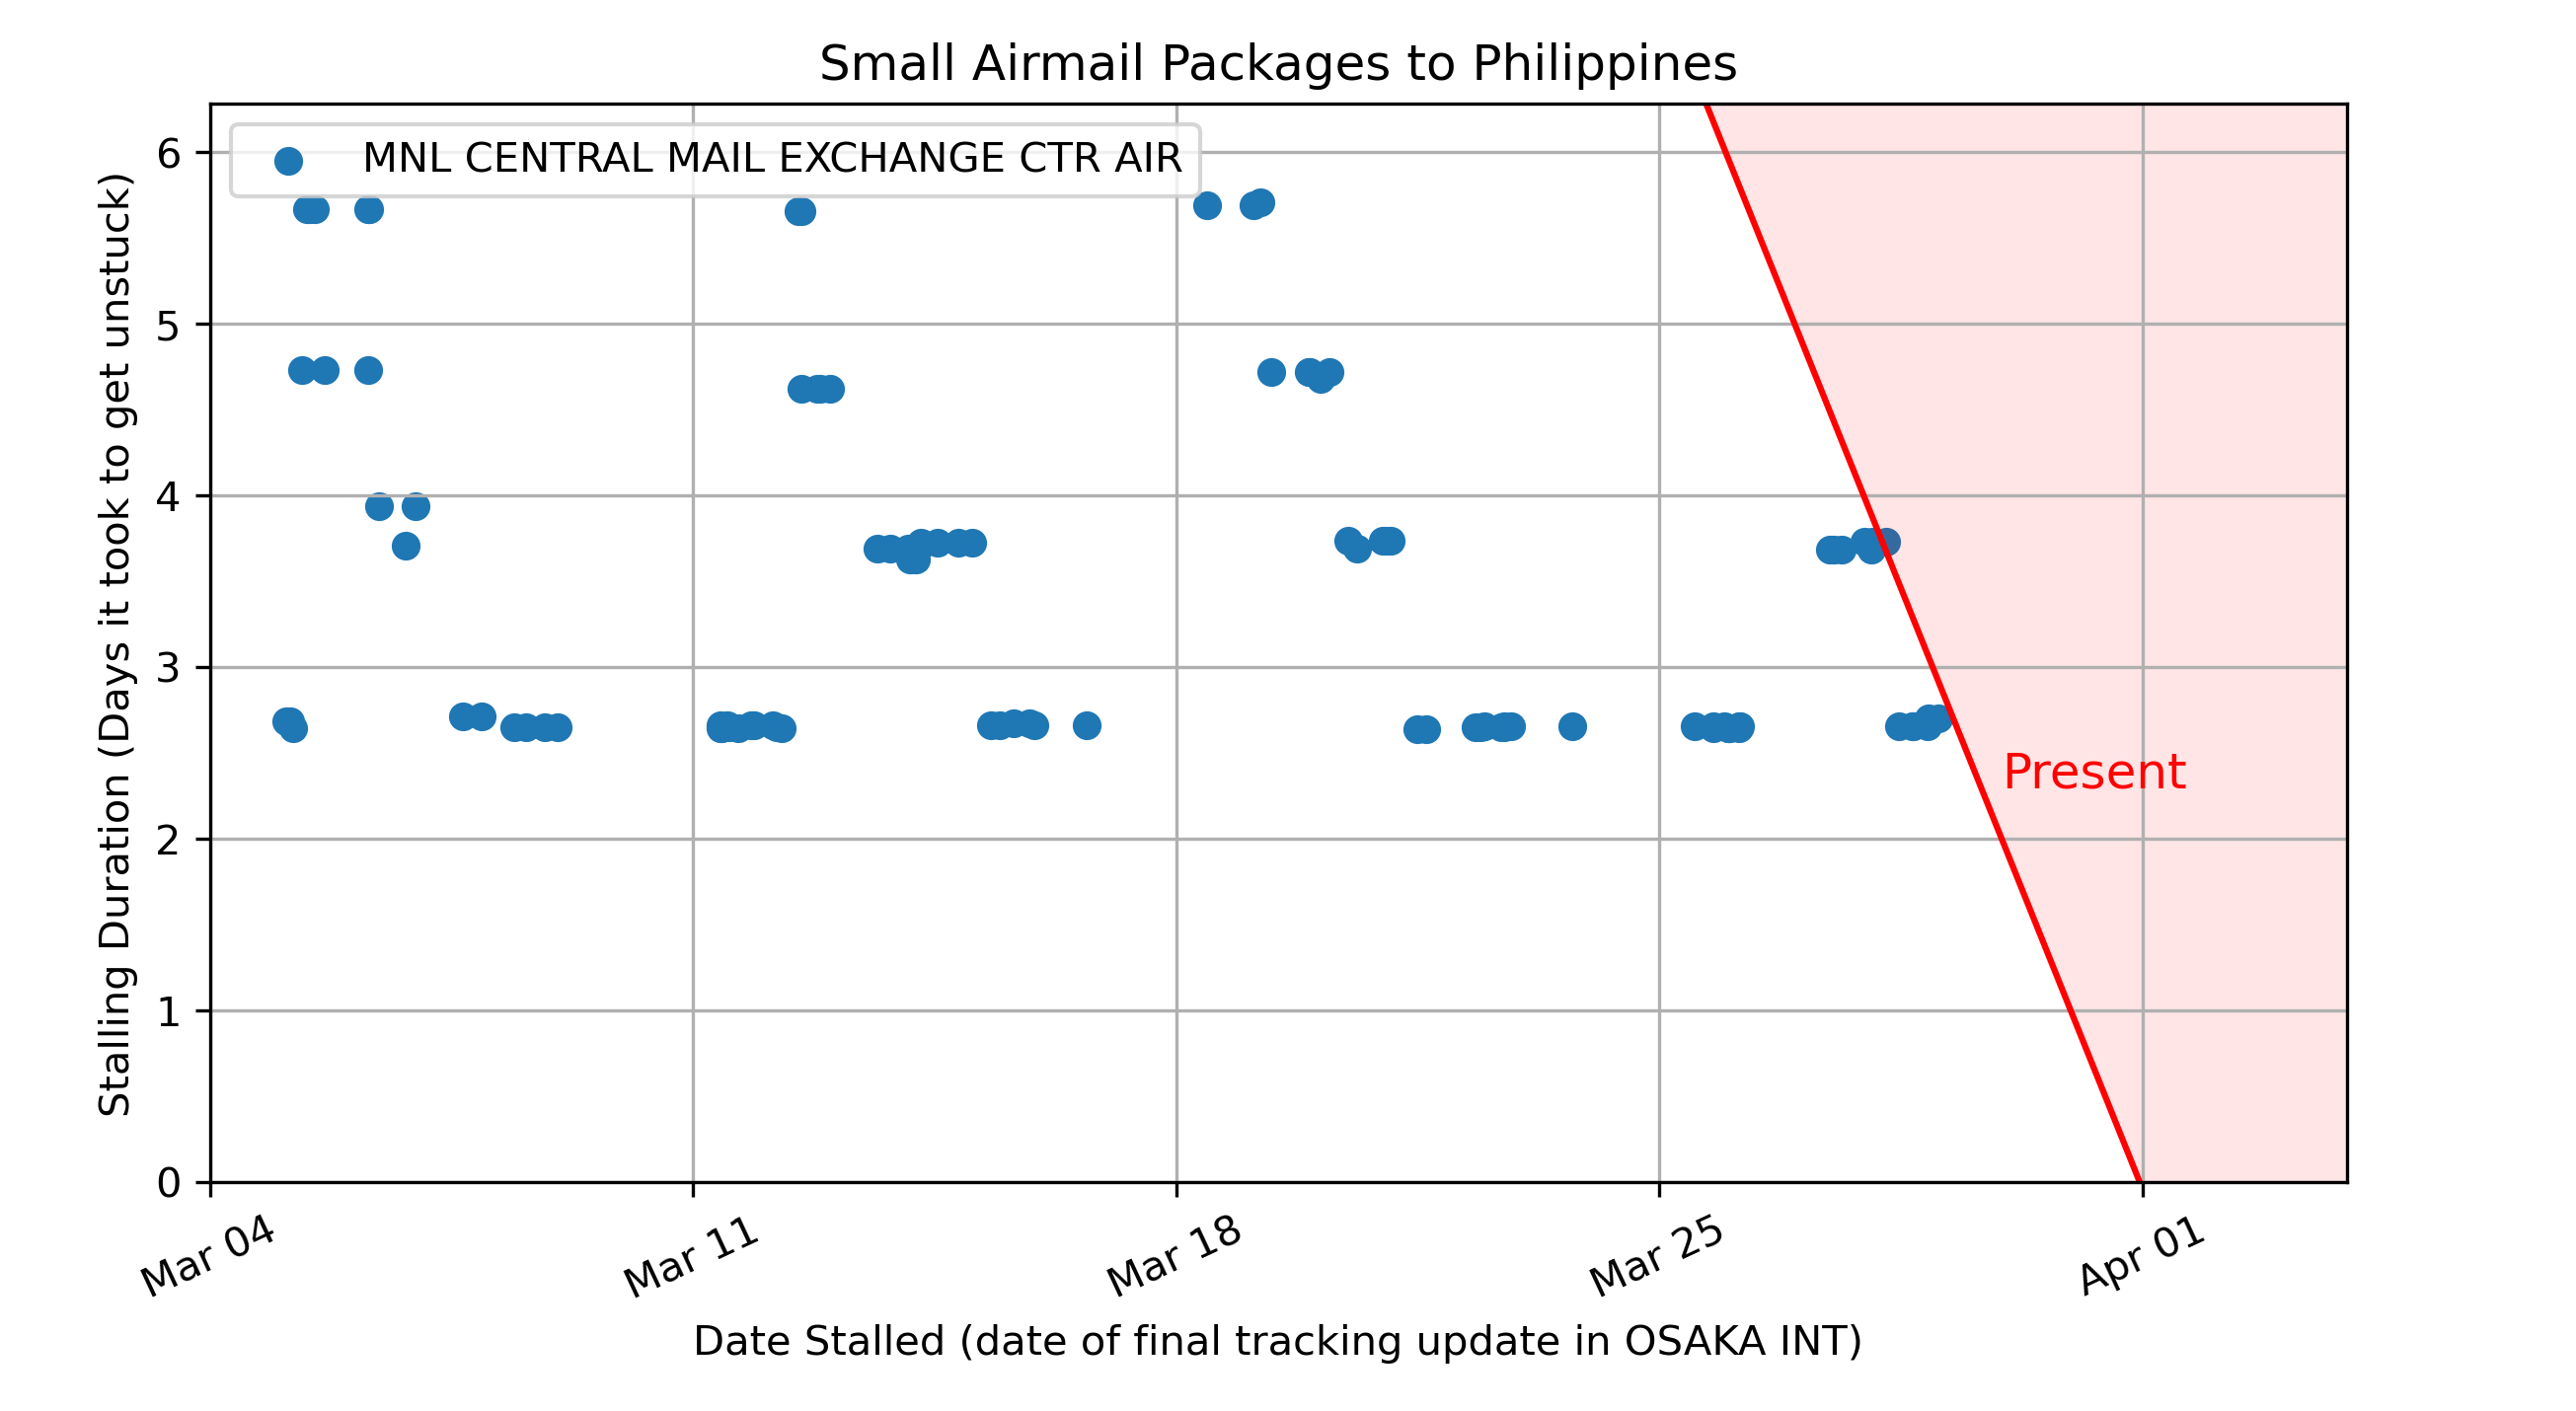 Small Airmail Packages to Philippines
MNL CENTRAL MAIL EXCHANGE CTR AIR
Stalling Duration (Days it took to get unstuck)
6
5
4
3
2
1
0
Present
Mar 04
Mar 11
Mar 18
Mar 25
Apr 01
Date Stalled (date of final tracking update in OSAKA INT)